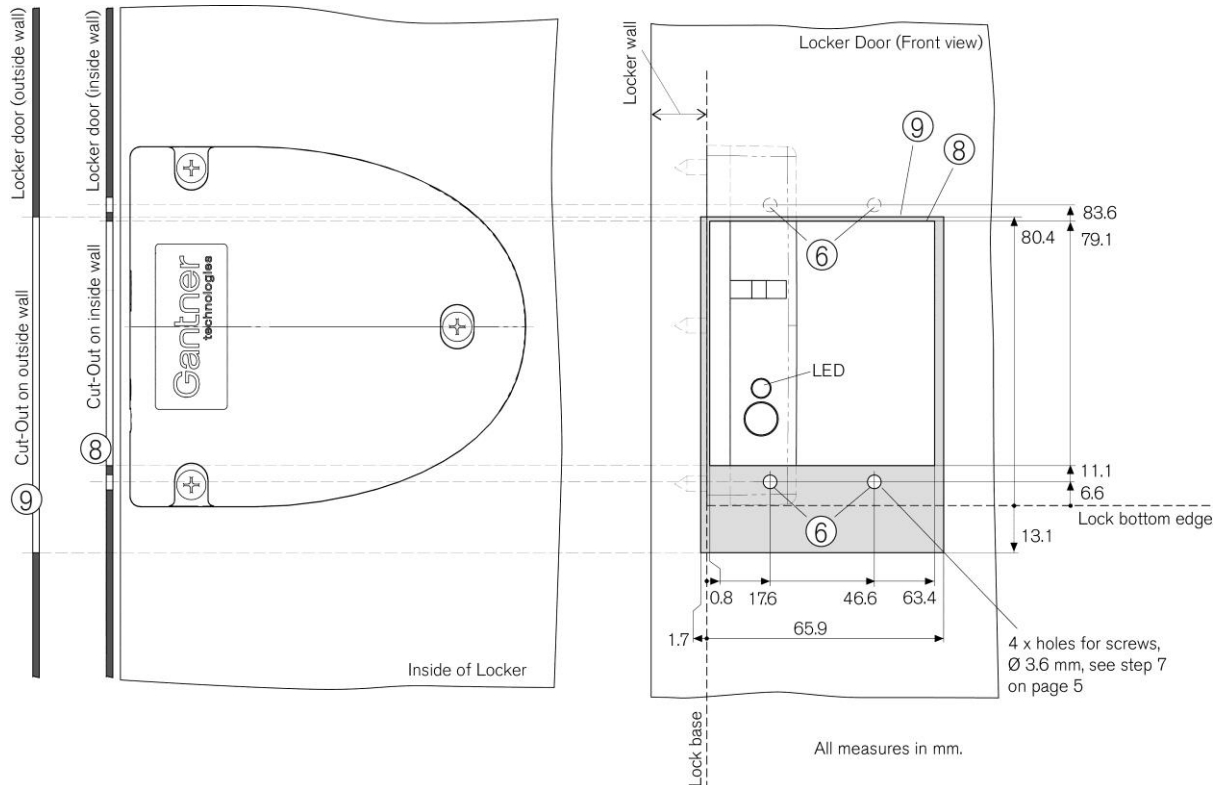 Locker door (outside wall)
Cut-Out on outside wall
9
Locker door (inside wall)
Cut-Out on inside wall
8
Gantner
technologies
Inside of Locker
Locker wall
Locker Door (Front view)
9
8
6
83.6
80.4
79.1
LED
11.1
6.6
6
Lock bottom edge
13.1
0.8
17.6
46.6
63.4
1.7
65.9
4 x holes for screws,
Ø 3.6 mm, see step 7
on page 5
Lock base
All measures in mm.